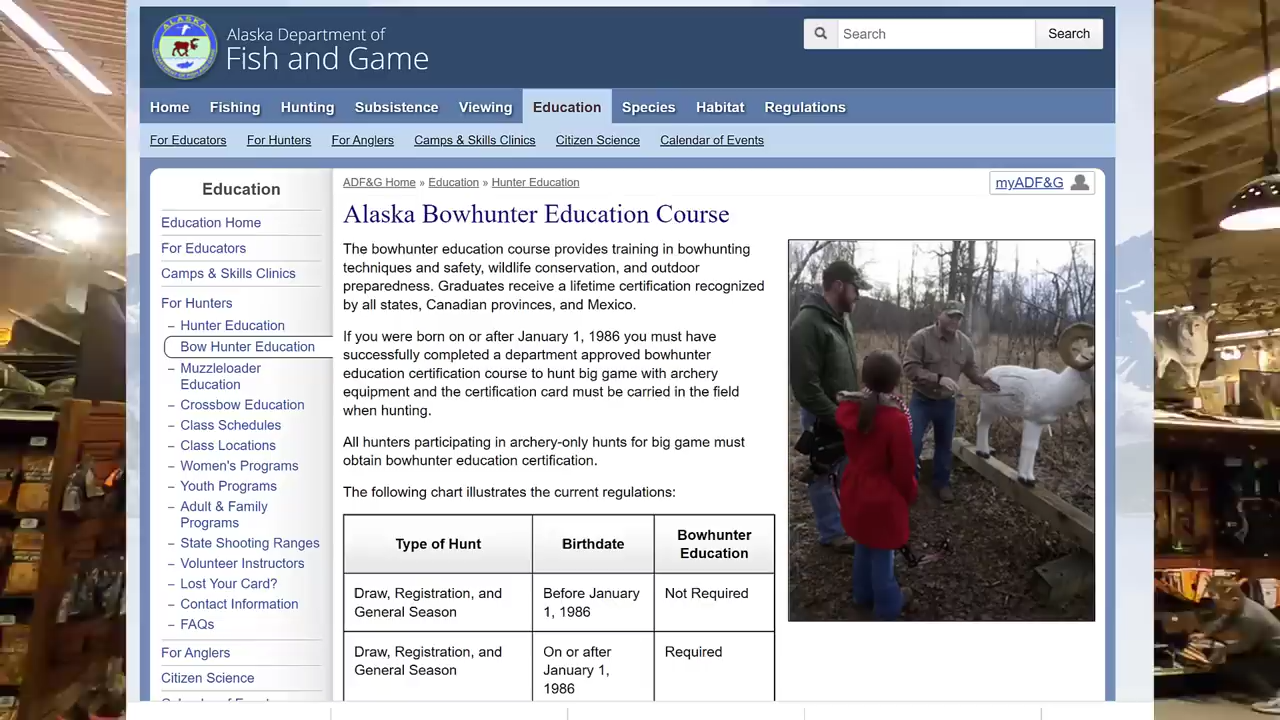 Alaska Department of
Fish and Game
Search
Search
Home
Fishing
Hunting
Subsistence
Viewing
Education
Species
Habitat
Regulations
For Educators
For Hunters
For Anglers
Camps & Skills Clinics
Citizen Science
Calendar of Events
Education
Education Home
For Educators
Camps & Skills Clinics
For Hunters
– Hunter Education
Bow Hunter Education
– Muzzleloader
Education
– Crossbow Education
– Class Schedules
– Class Locations
– Women's Programs
– Youth Programs
– Adult & Family
Programs
– State Shooting Ranges
– Volunteer Instructors
– Lost Your Card?
– Contact Information
– FAQs
For Anglers
Citizen Science
ADF&G Home » Education » Hunter Education
myADF&G
Alaska Bowhunter Education Course
The bowhunter education course provides training in bowhunting
techniques and safety, wildlife conservation, and outdoor
preparedness. Graduates receive a lifetime certification recognized
by all states, Canadian provinces, and Mexico.
If you were born on or after January 1, 1986 you must have
successfully completed a department approved bowhunter
education certification course to hunt big game with archery
equipment and the certification card must be carried in the field
when hunting.
All hunters participating in archery-only hunts for big game must
obtain bowhunter education certification.
The following chart illustrates the current regulations:
Type of Hunt
Birthdate
Bowhunter
Education
Draw, Registration, and
General Season
Before January
1, 1986
Not Required
Draw, Registration, and
General Season
On or after
January 1,
1986
Required
ALASKA